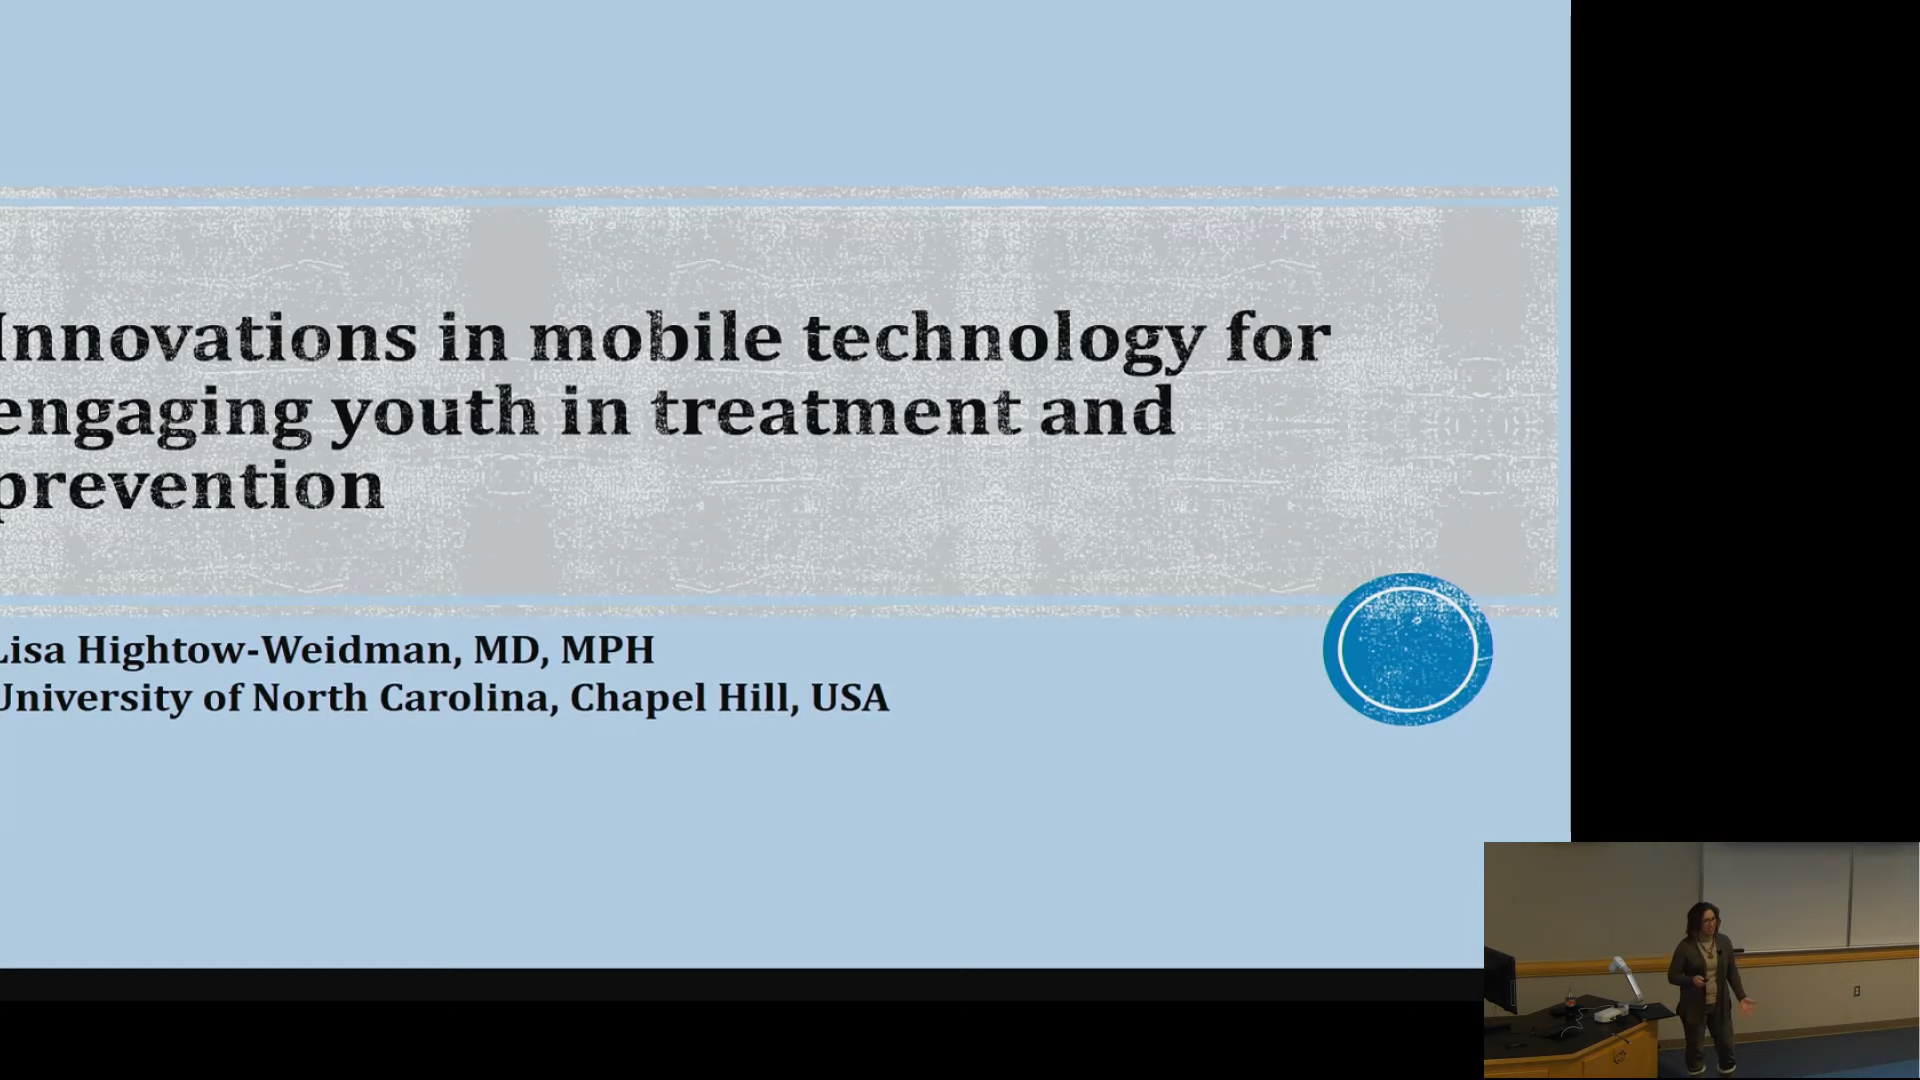 Innovations in mobile technology for
engaging youth in treatment and
prevention
Lisa Hightow-Weidman, MD, MPH
University of North Carolina, Chapel Hill, USA